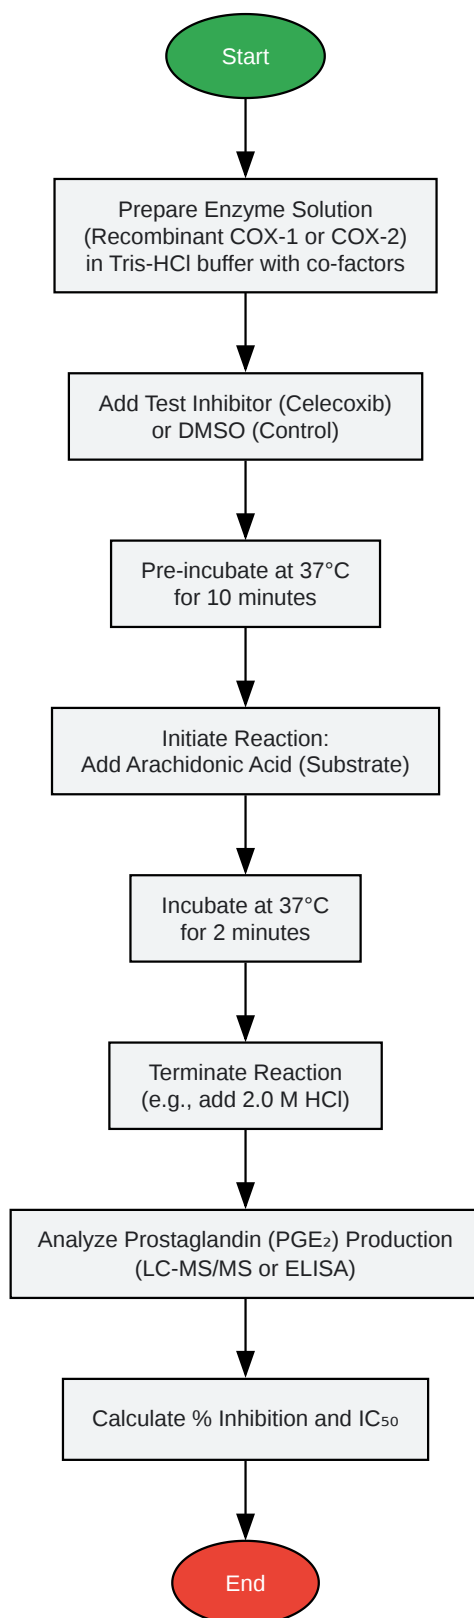 Start
Prepare Enzyme Solution
(Recombinant COX-1 or COX-2)
in Tris-HCl buffer with co-factors
Add Test Inhibitor (Celecoxib)
or DMSO (Control)
Pre-incubate at 37°C
for 10 minutes
Initiate Reaction:
Add Arachidonic Acid (Substrate)
Incubate at 37°C
for 2 minutes
Terminate Reaction
(e.g., add 2.0 M HCl)
Analyze Prostaglandin (PGE₂) Production
(LC-MS/MS or ELISA)
Calculate % Inhibition and IC₅₀
End